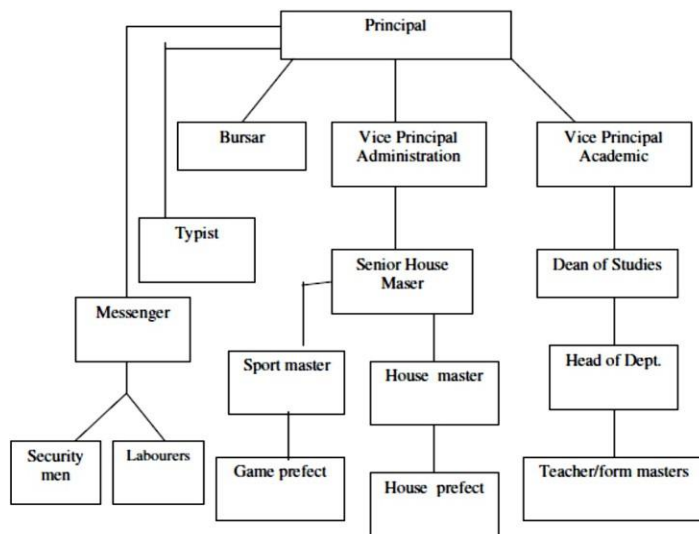 Principal
Bursar
Vice Principal
Administration
Vice Principal
Academic
Typist
Senior House
Maser
Dean of Studies
Messenger
Sport master
House master
Head of Dept.
Security
men
Labourers
Game prefect
House prefect
Teacher/form masters